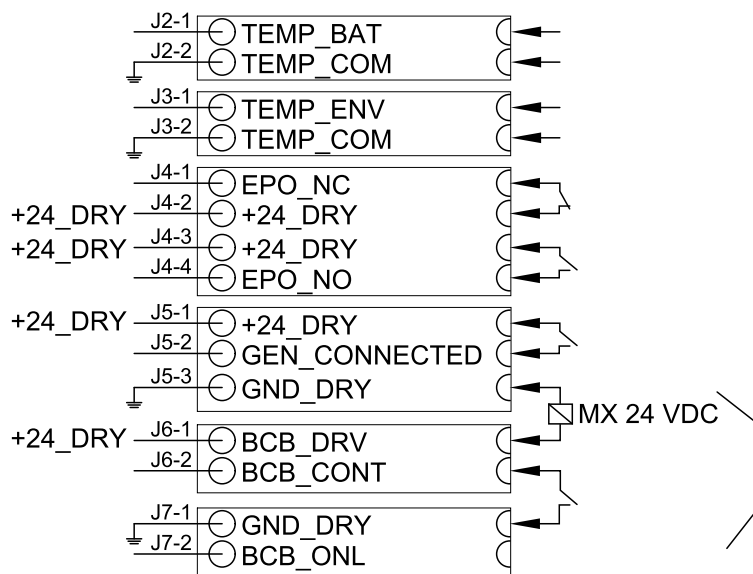 J2-1 TEMP_BAT
J2-2 TEMP_COM
J3-1 TEMP_ENV
J3-2 TEMP_COM
J4-1 EPO_NC
+24_DRY J4-2 +24_DRY
+24_DRY J4-3 +24_DRY
J4-4 EPO_NO
+24_DRY J5-1 +24_DRY
J5-2 GEN_CONNECTED
J5-3 GND_DRY
MX 24 VDC
+24_DRY J6-1 BCB_DRV
J6-2 BCB_CONT
J7-1 GND_DRY
J7-2 BCB_ONL